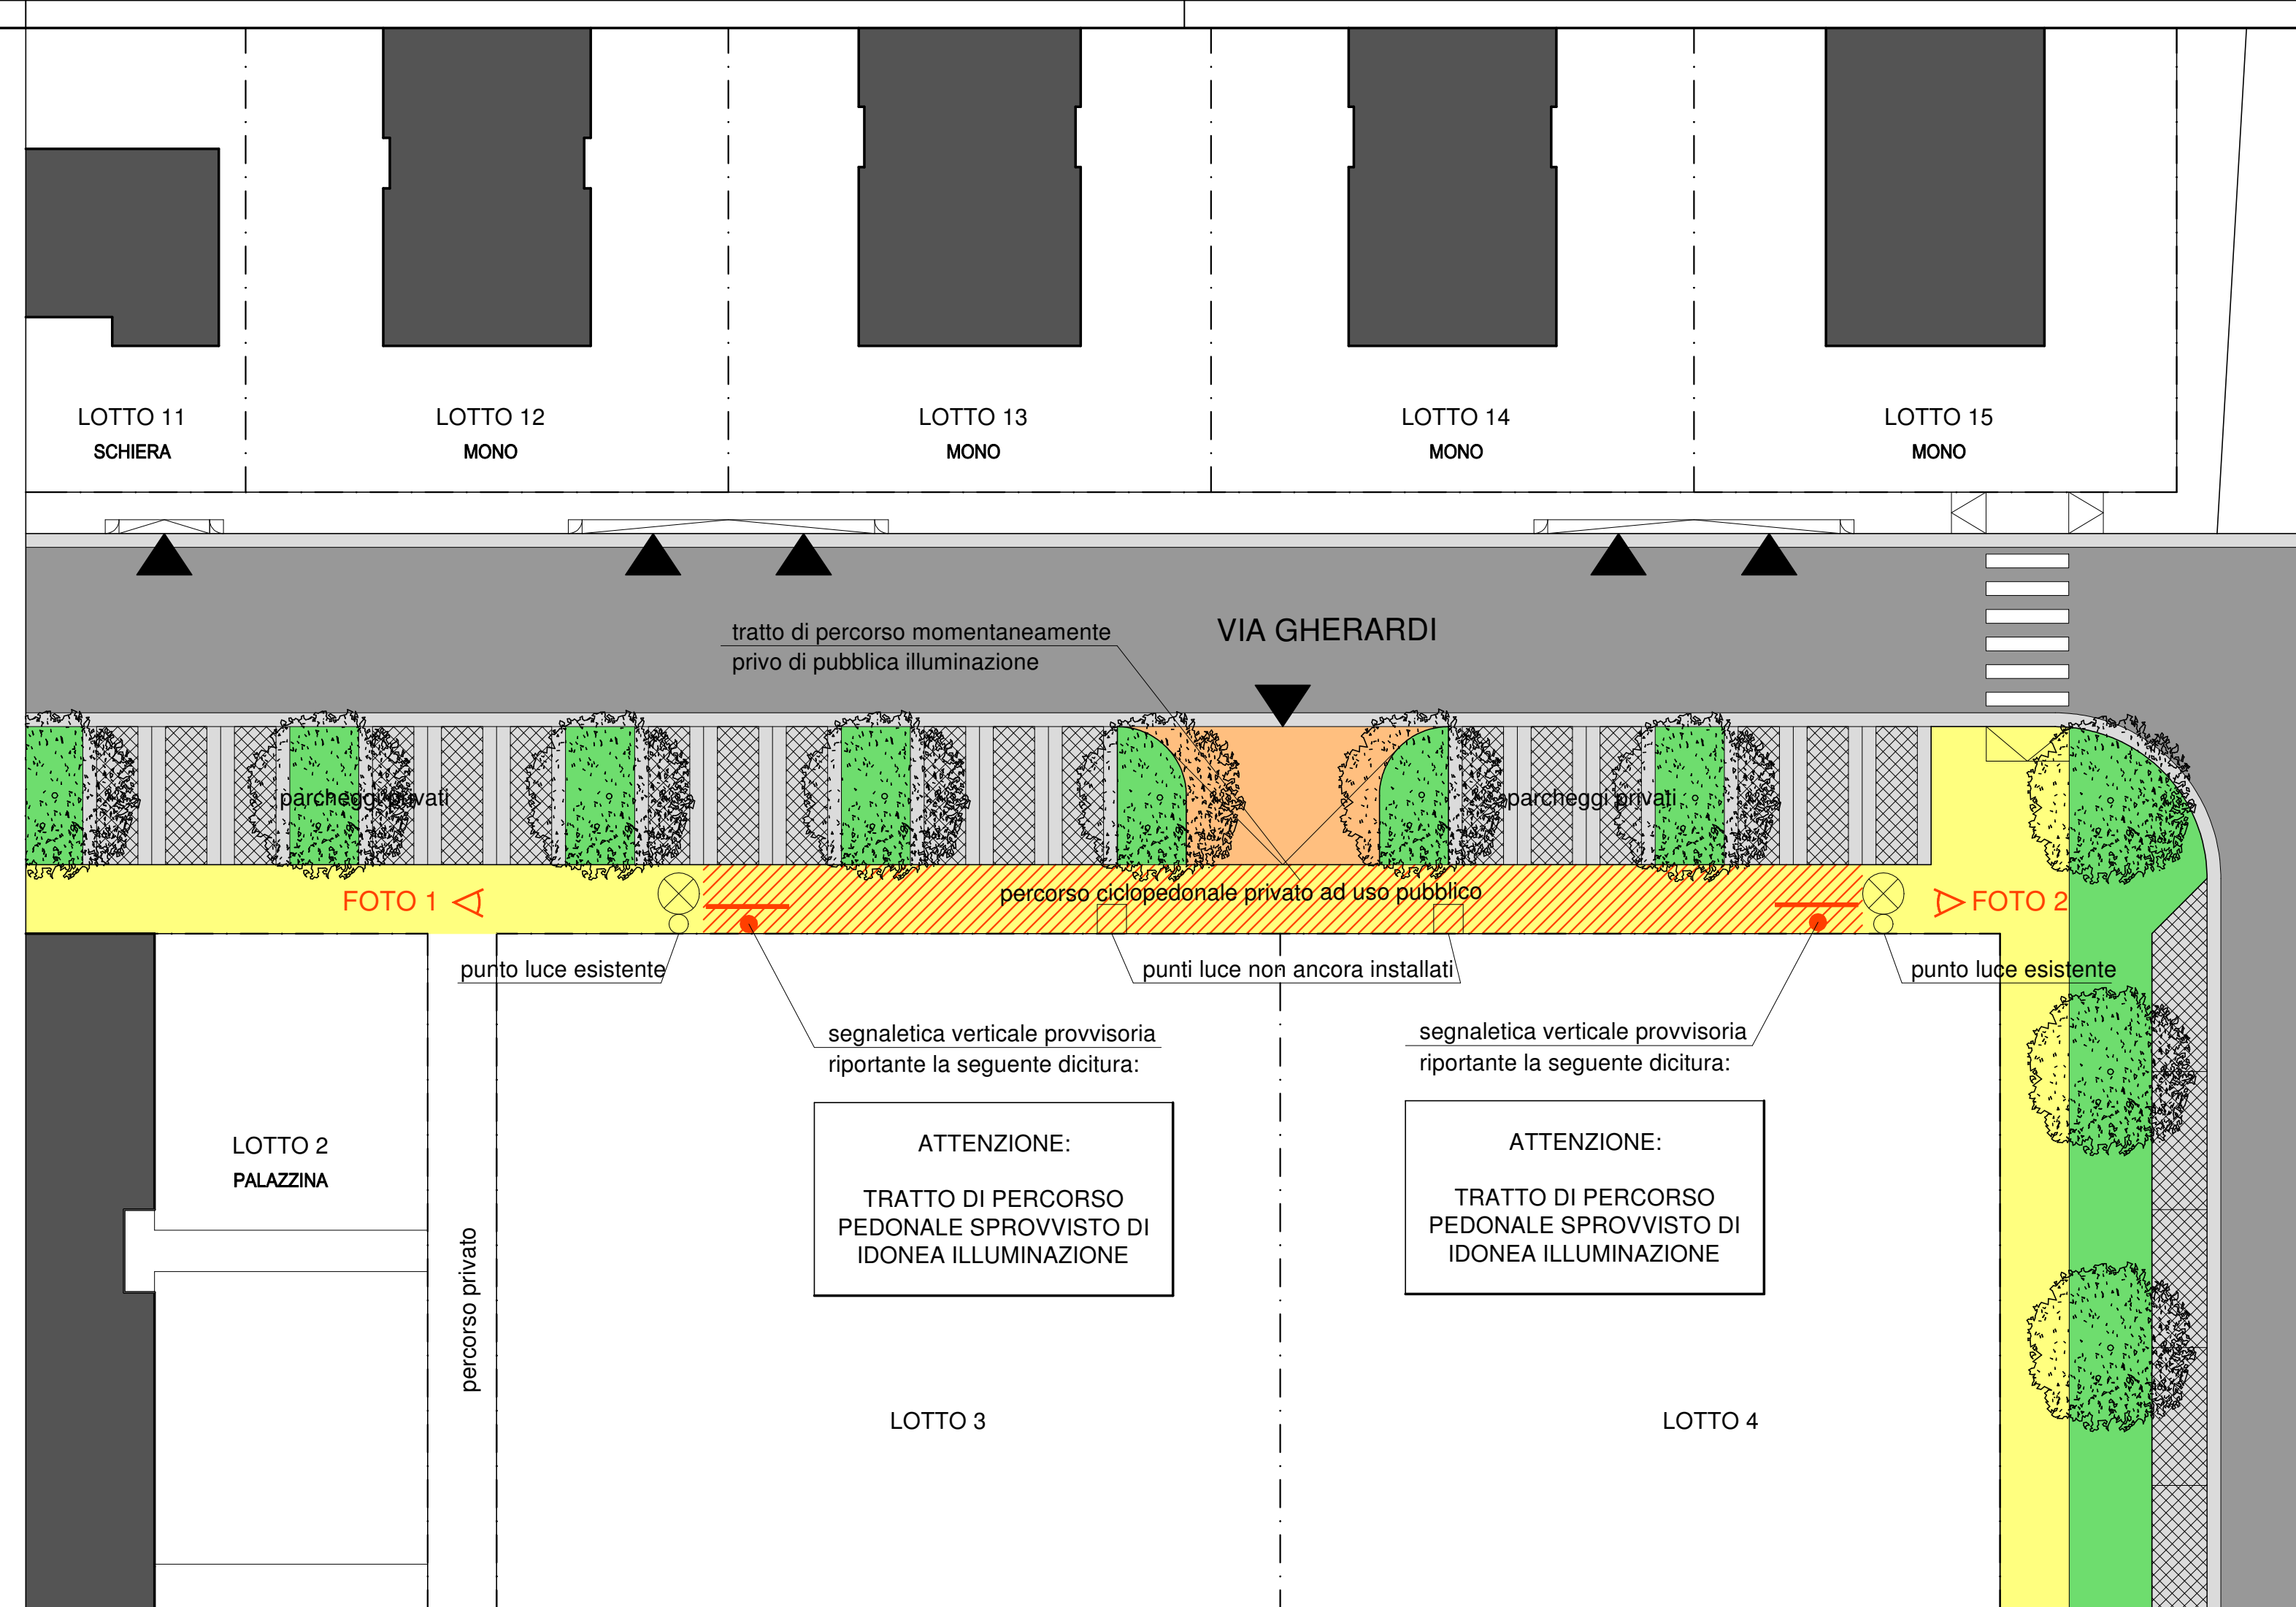 LOTTO 11
SCHIERA
LOTTO 12
MONO
LOTTO 13
MONO
LOTTO 14
MONO
LOTTO 15
MONO
tratto di percorso momentaneamente
privo di pubblica illuminazione
VIA GHERARDI
parcheggi privati
parcheggi privati
percorso ciclopedonale privato ad uso pubblico
FOTO 1
FOTO 2
punto luce esistente
punti luce non ancora installati
punto luce esistente
segnaletica verticale provvisoria
riportante la seguente dicitura:
segnaletica verticale provvisoria
riportante la seguente dicitura:
ATTENZIONE:
TRATTO DI PERCORSO
PEDONALE SPROVVISTO DI
IDONEA ILLUMINAZIONE
ATTENZIONE:
TRATTO DI PERCORSO
PEDONALE SPROVVISTO DI
IDONEA ILLUMINAZIONE
LOTTO 2
PALAZZINA
percorso privato
LOTTO 3
LOTTO 4